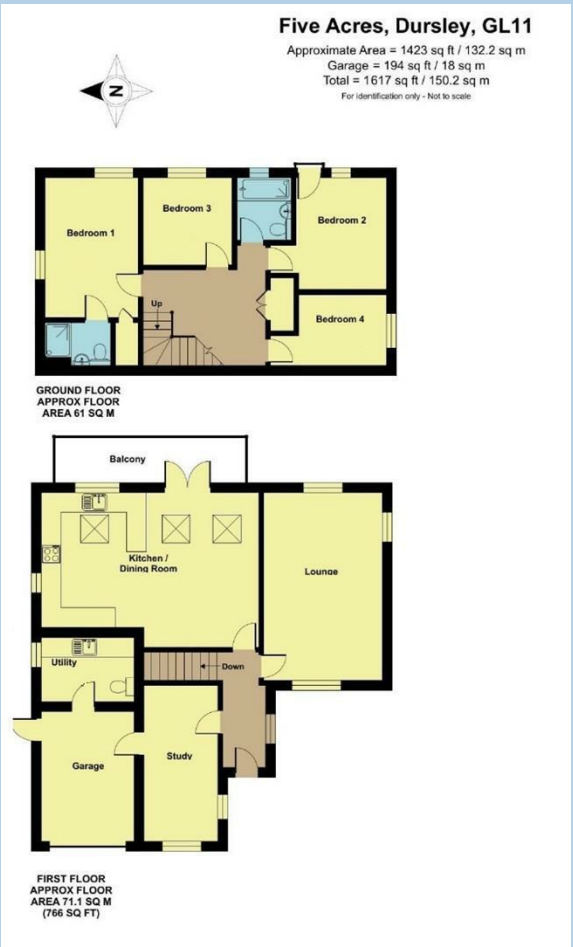 Five Acres, Dursley, GL11
Approximate Area = 1423 sq ft / 132.2 sq m
Garage = 194 sq ft / 18 sq m
Total = 1617 sq ft / 150.2 sq m
For identification only - Not to scale
N
Bedroom 1
Bedroom 3
Bedroom 2
Up
Bedroom 4
GROUND FLOOR
APPROX FLOOR
AREA 61 SQ M
Balcony
Kitchen /
Dining Room
Lounge
Utility
Down
Study
Garage
FIRST FLOOR
APPROX FLOOR
AREA 71.1 SQ M
(766 SQ FT)